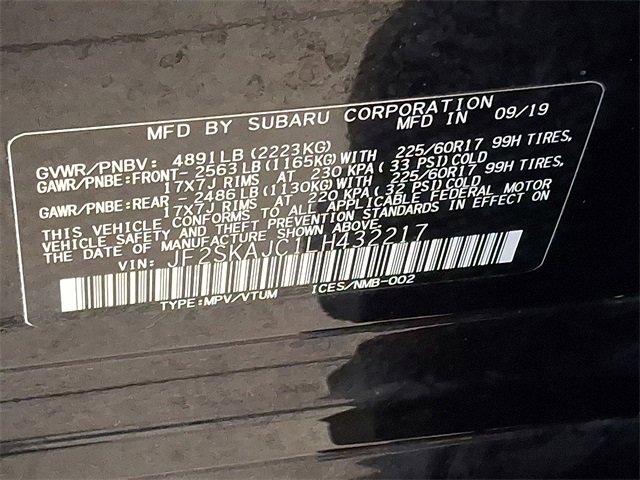 MFD BY SUBARU CORPORATION MFD IN 09/19
GVWR/PNBV: 4891LB(2223KG)
GAWR/PNBE:FRONT- 2563LB(1165KG)WITH 225/60R17 99H TIRES,
17X7J RIMS AT 230 KPA(33 PSI)COLD
GAWR/PNBE:REAR - 2486LB(1130KG)WITH 225/60R17 99H TIRES,
17X7J RIMS AT 220 KPA(32 PSI)COLD
THIS VEHICLE CONFORMS TO ALL APPLICABLE FEDERAL MOTOR
VEHICLE SAFETY AND THEFT PREVENTION STANDARDS IN EFFECT ON
THE DATE OF MANUFACTURE SHOWN ABOVE.
VIN: JF2SKAJC1LH432217
TYPE:MPV/VTUM ICES/NMB-002